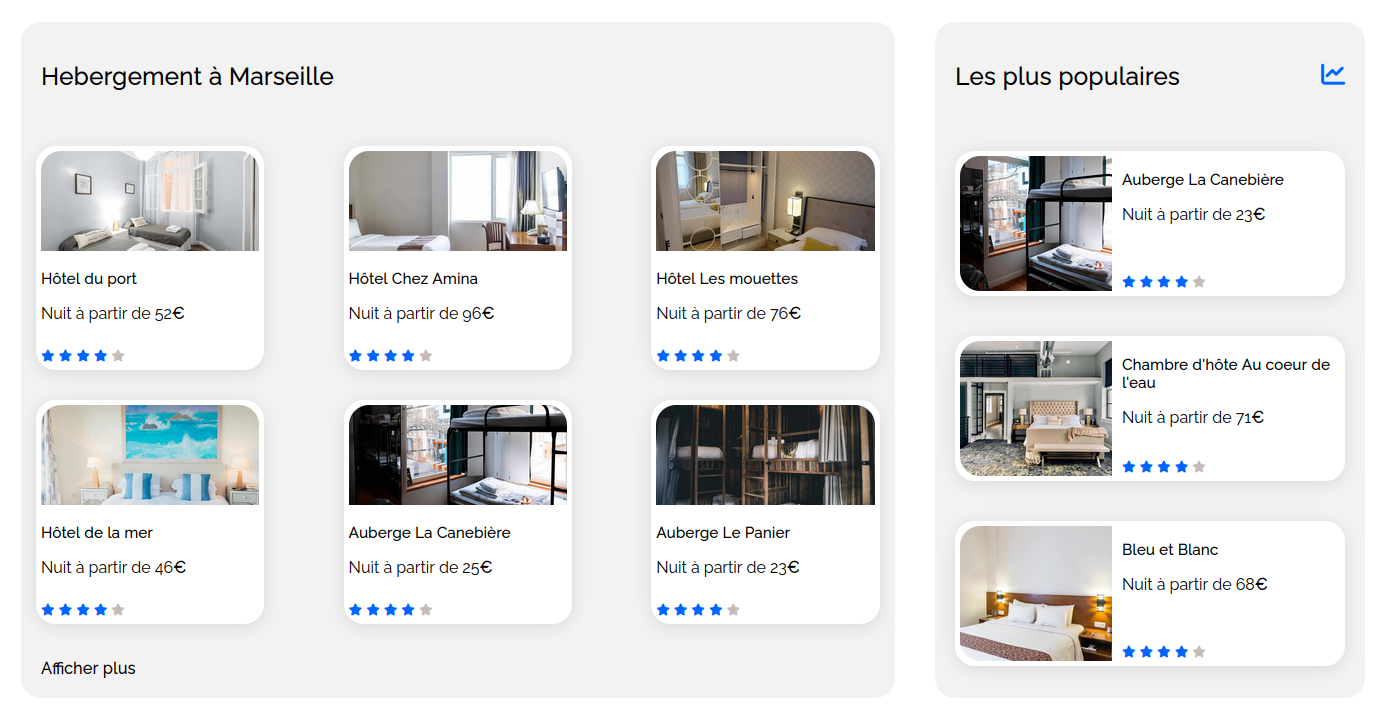 Hebergement à Marseille
Hôtel du port
Nuit à partir de 52€
Hôtel Chez Amina
Nuit à partir de 96€
Hôtel Les mouettes
Nuit à partir de 76€
Hôtel de la mer
Nuit à partir de 46€
Auberge La Canebière
Nuit à partir de 25€
Auberge Le Panier
Nuit à partir de 23€
Afficher plus
Les plus populaires
Auberge La Canebière
Nuit à partir de 23€
Chambre d'hôte Au coeur de
l'eau
Nuit à partir de 71€
Bleu et Blanc
Nuit à partir de 68€